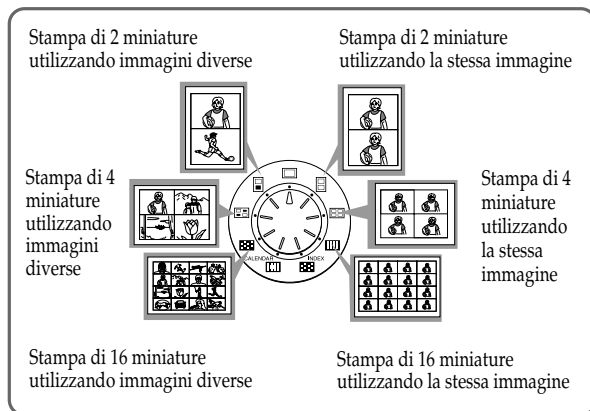 Stampa di 2 miniature
utilizzando immagini diverse
Stampa di 2 miniature
utilizzando la stessa immagine
Stampa di 4
miniature
utilizzando
immagini
diverse
Stampa di 4
miniature
utilizzando
la stessa
immagine
CALENDAR
INDEX
Stampa di 16 miniature
utilizzando immagini diverse
Stampa di 16 miniature
utilizzando la stessa immagine